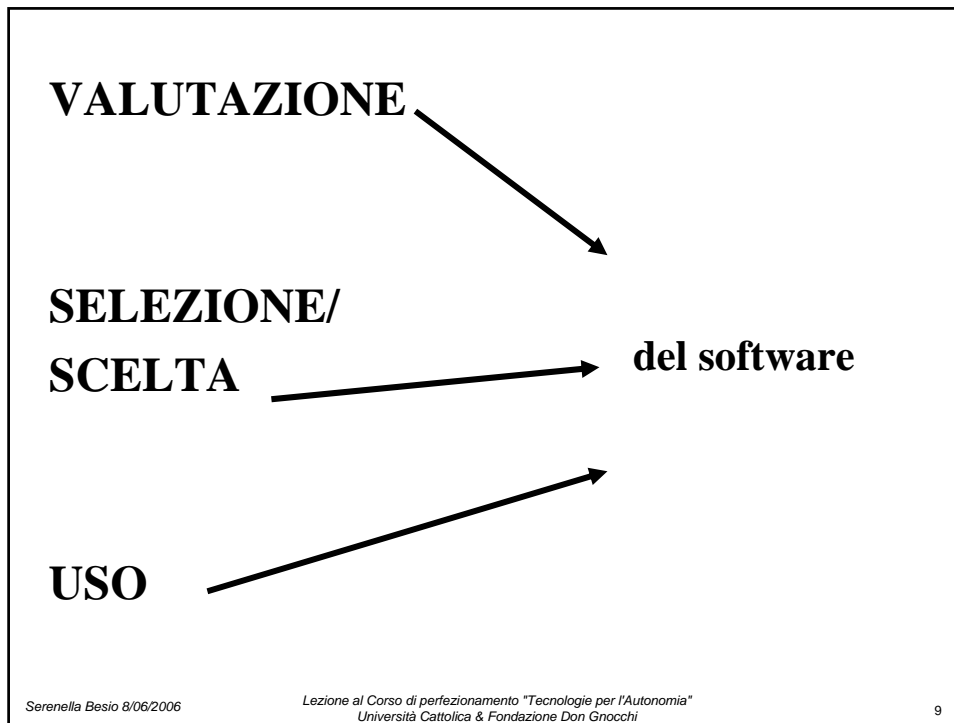 VALUTAZIONE
SELEZIONE/
SCELTA
del software
USO
Serenella Besio 8/06/2006
Lezione al Corso di perfezionamento "Tecnologie per l'Autonomia"
Università Cattolica & Fondazione Don Gnocchi
9